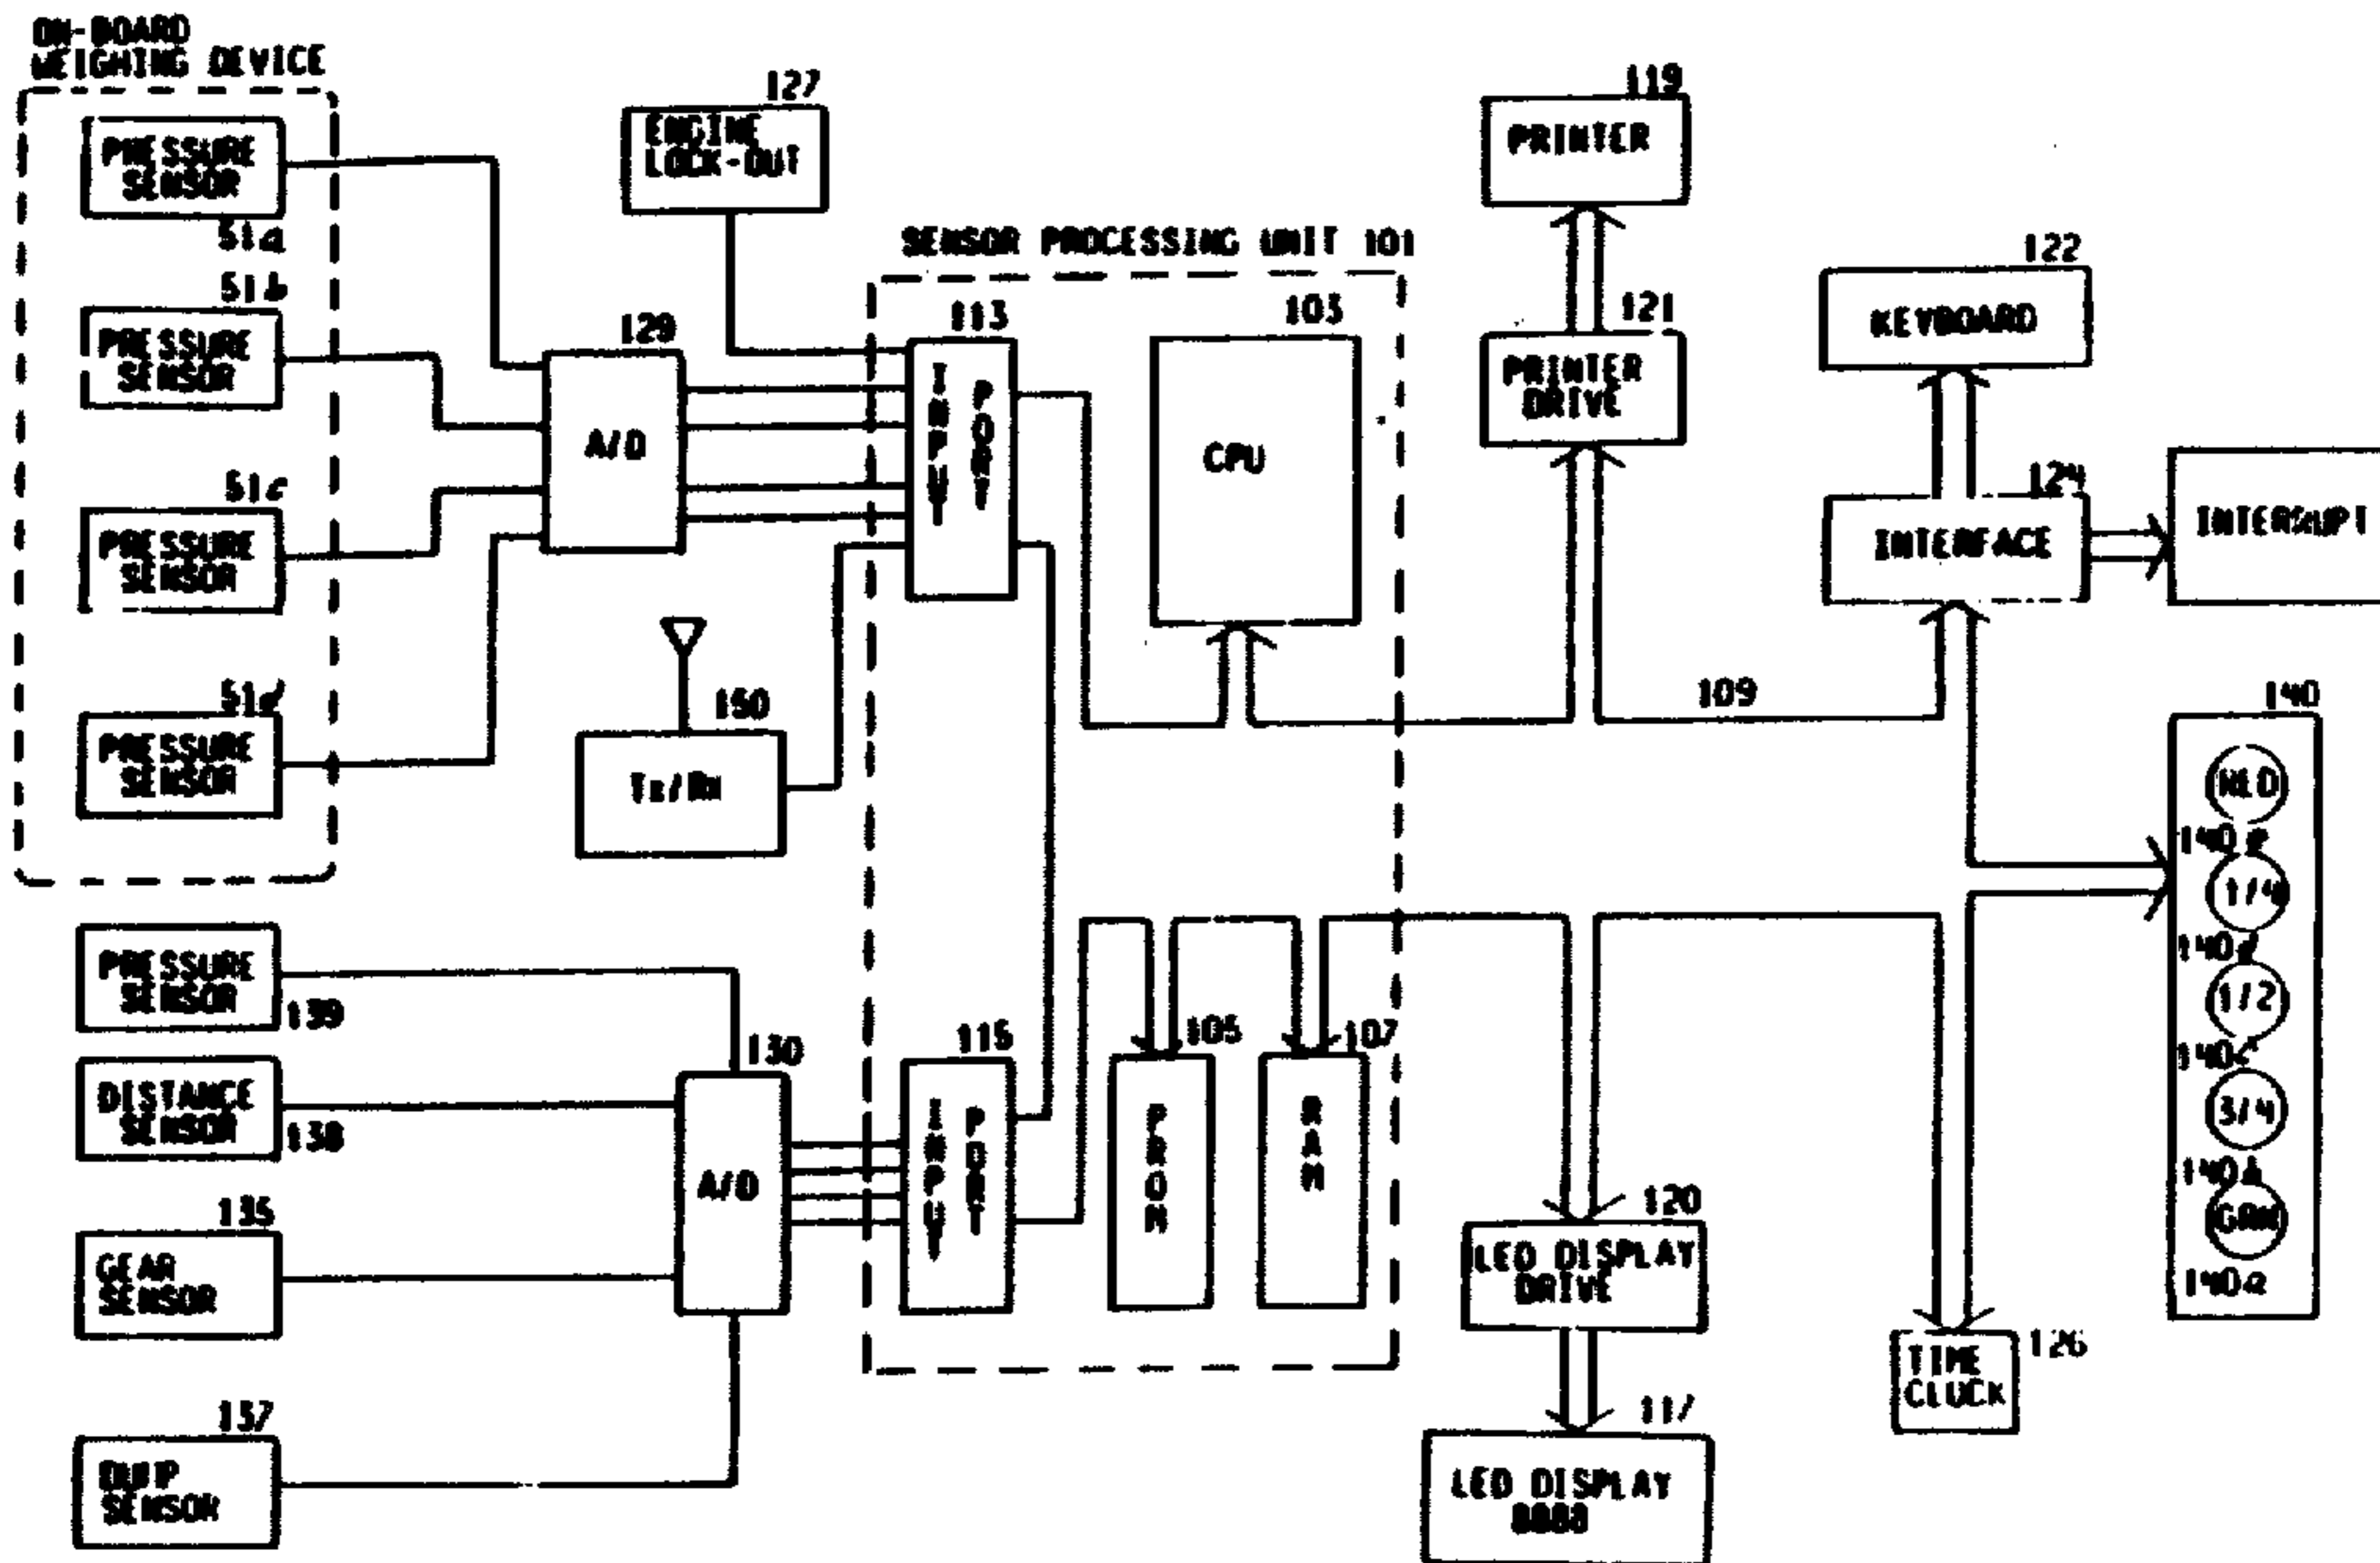 ON-BOARD
WEIGHING DEVICE
PRESSURE
SENSOR
51a
51b
PRESSURE
SENSOR
51c
PRESSURE
SENSOR
51d
PRESSURE
SENSOR
PRESSURE
SENSOR
139
DISTANCE
SENSOR
138
135
GEAR
SENSOR
137
SENSOR
127
ENGINE
LOCK-OUT
129
A/D
150
Tx/Rx
130
A/D
SENSOR PROCESSING UNIT 101
113
INPUT
PORT
103
CPU
115
INPUT
PORT
105
107
RAM
119
PRINTER
121
PRINTER
DRIVE
122
KEYBOARD
124
INTERFACE
INTERRUPT
109
140
1/4
1/2
140c
3/4
GRN
140a
120
LED DISPLAY
DRIVE
117
LED DISPLAY
8888
TIME
CLOCK
126